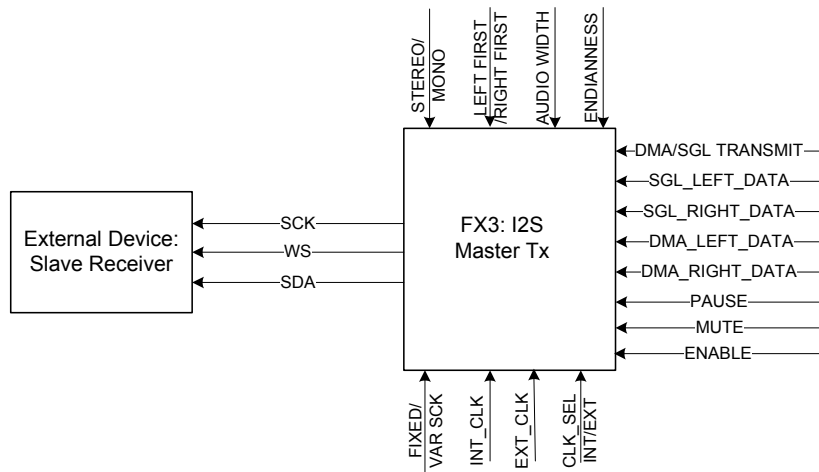 STEREO/
MONO
LEFT FIRST
/RIGHT FIRST
AUDIO WIDTH
ENDIANNESS
DMA/SGL TRANSMIT
SGL_LEFT_DATA
SGL_RIGHT_DATA
DMA_LEFT_DATA
DMA_RIGHT_DATA
PAUSE
MUTE
ENABLE
FX3: I2S
Master Tx
External Device:
Slave Receiver
SCK
WS
SDA
FIXED/
VAR SCK
INT_CLK
EXT_CLK
CLK_SEL
INT/EXT